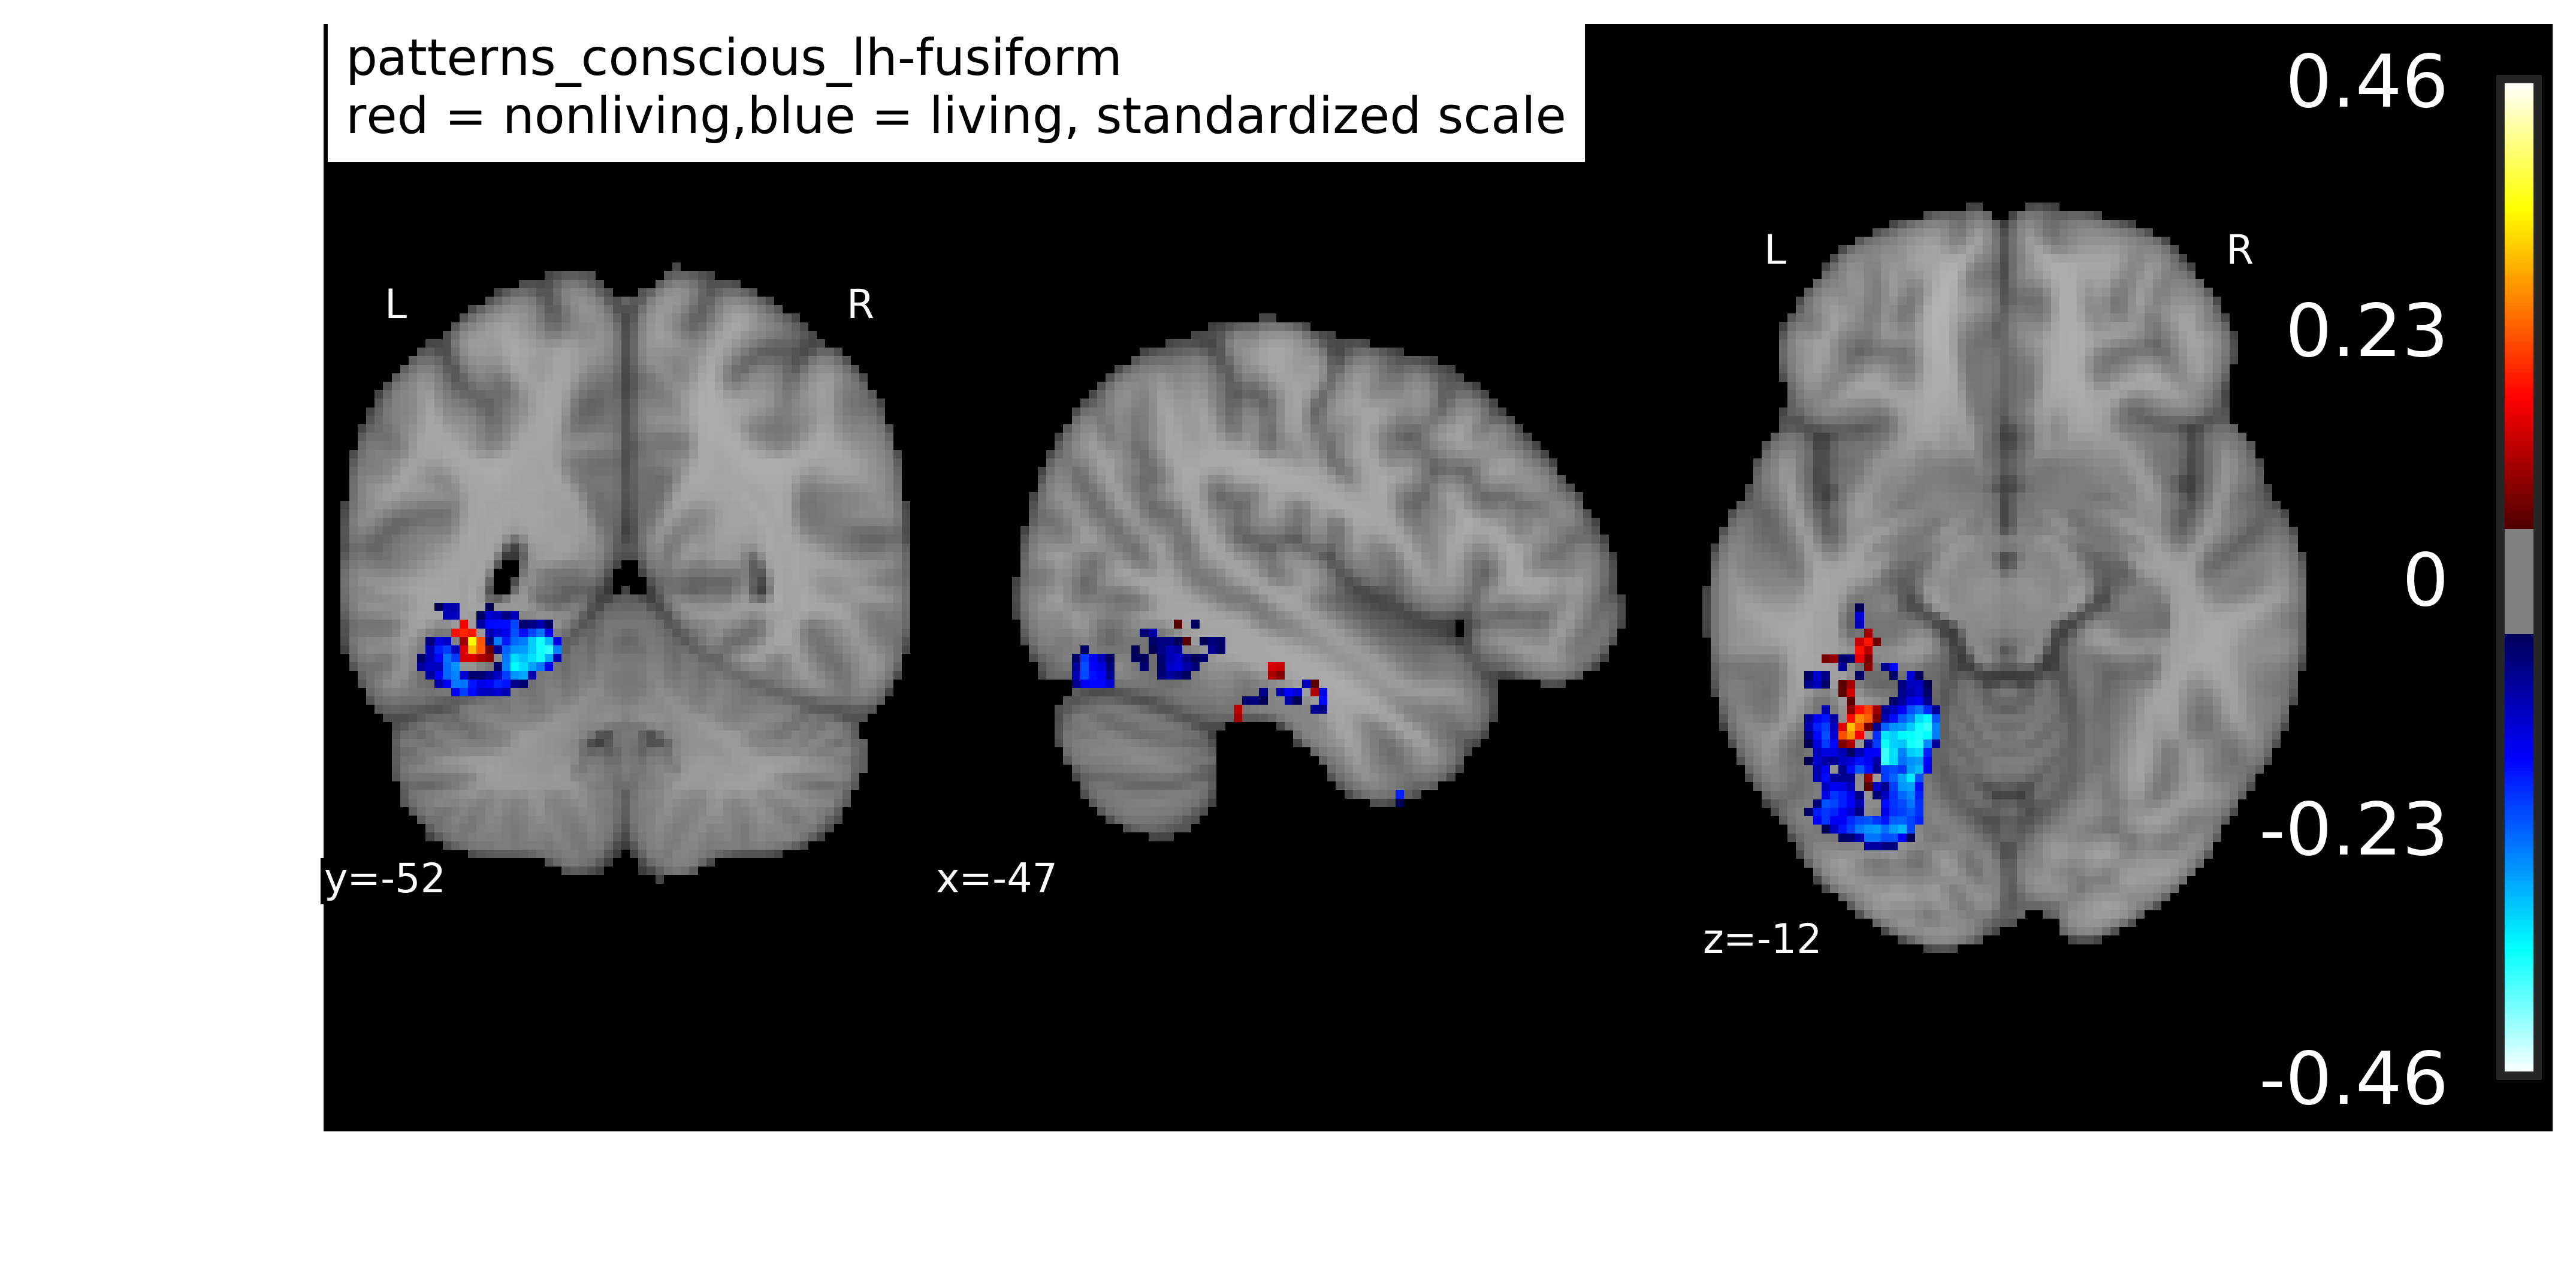 patterns_conscious_lh-fusiform
red = nonliving,blue = living, standardized scale
L
R
y=-52
x=-47
L
R
z=-12
0.46
0.23
0
-0.23
-0.46